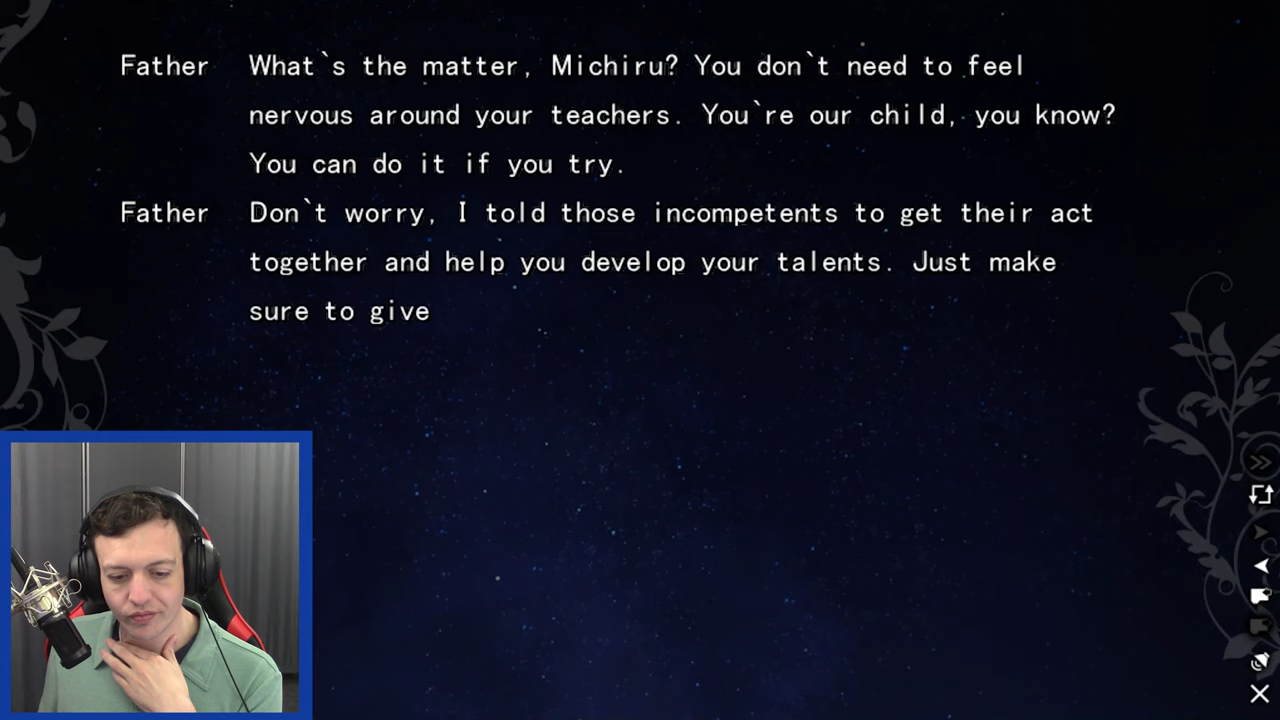 Father What`s the matter, Michiru? You don`t need to feel
nervous around your teachers. You`re our child, you know?
You can do it if you try.
Father Don`t worry, I told those incompetents to get their act
together and help you develop your talents. Just make
sure to give